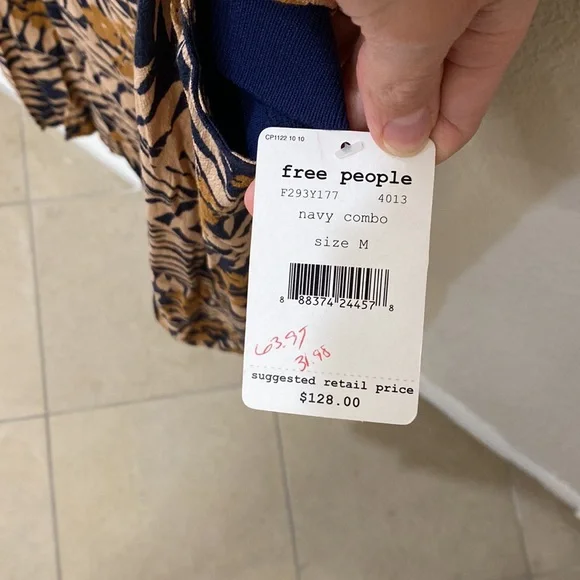 CP1122 10 10
free people
F293Y177 4013
navy combo
size M
8 88374 24457 8
63.97
31.98
suggested retail price
$128.00